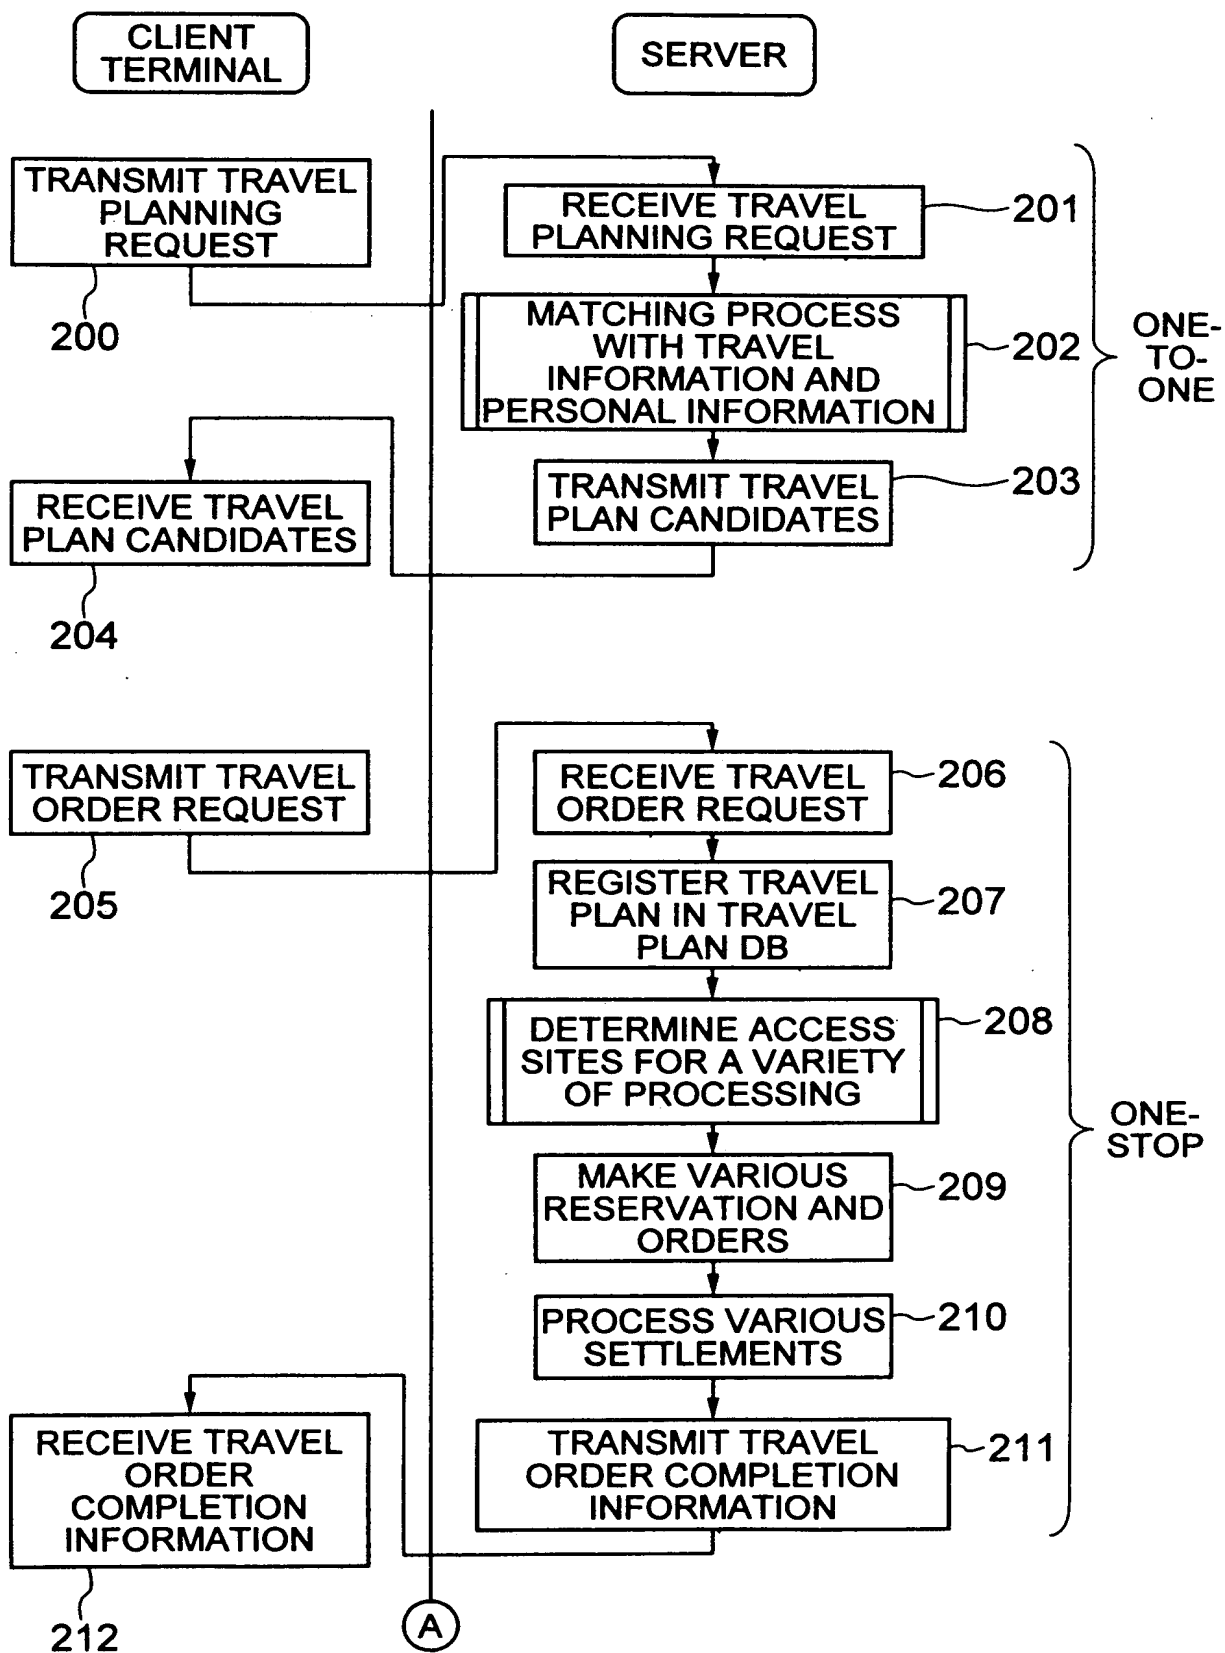 CLIENT
TERMINAL
SERVER
TRANSMIT TRAVEL
PLANNING
REQUEST
200
RECEIVE TRAVEL
PLANNING REQUEST
201
MATCHING PROCESS
WITH TRAVEL
INFORMATION AND
PERSONAL INFORMATION
202
ONE-
TO-
ONE
TRANSMIT TRAVEL
PLAN CANDIDATES
203
RECEIVE TRAVEL
PLAN CANDIDATES
204
TRANSMIT TRAVEL
ORDER REQUEST
205
RECEIVE TRAVEL
ORDER REQUEST
206
REGISTER TRAVEL
PLAN IN TRAVEL
PLAN DB
207
DETERMINE ACCESS
SITES FOR A VARIETY
OF PROCESSING
208
ONE-
STOP
MAKE VARIOUS
RESERVATION AND
ORDERS
209
PROCESS VARIOUS
SETTLEMENTS
210
TRANSMIT TRAVEL
ORDER COMPLETION
INFORMATION
211
RECEIVE TRAVEL
ORDER
COMPLETION
INFORMATION
212
A